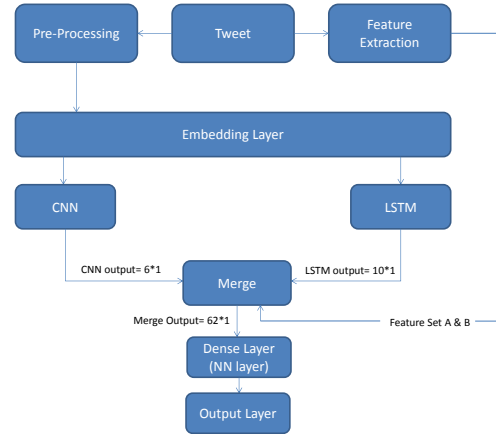 Pre-Processing
Tweet
Feature
Extraction
Embedding Layer
CNN
LSTM
CNN output= 6*1
LSTM output= 10*1
Merge
Merge Output= 62*1
Feature Set A & B
Dense Layer
(NN layer)
Output Layer